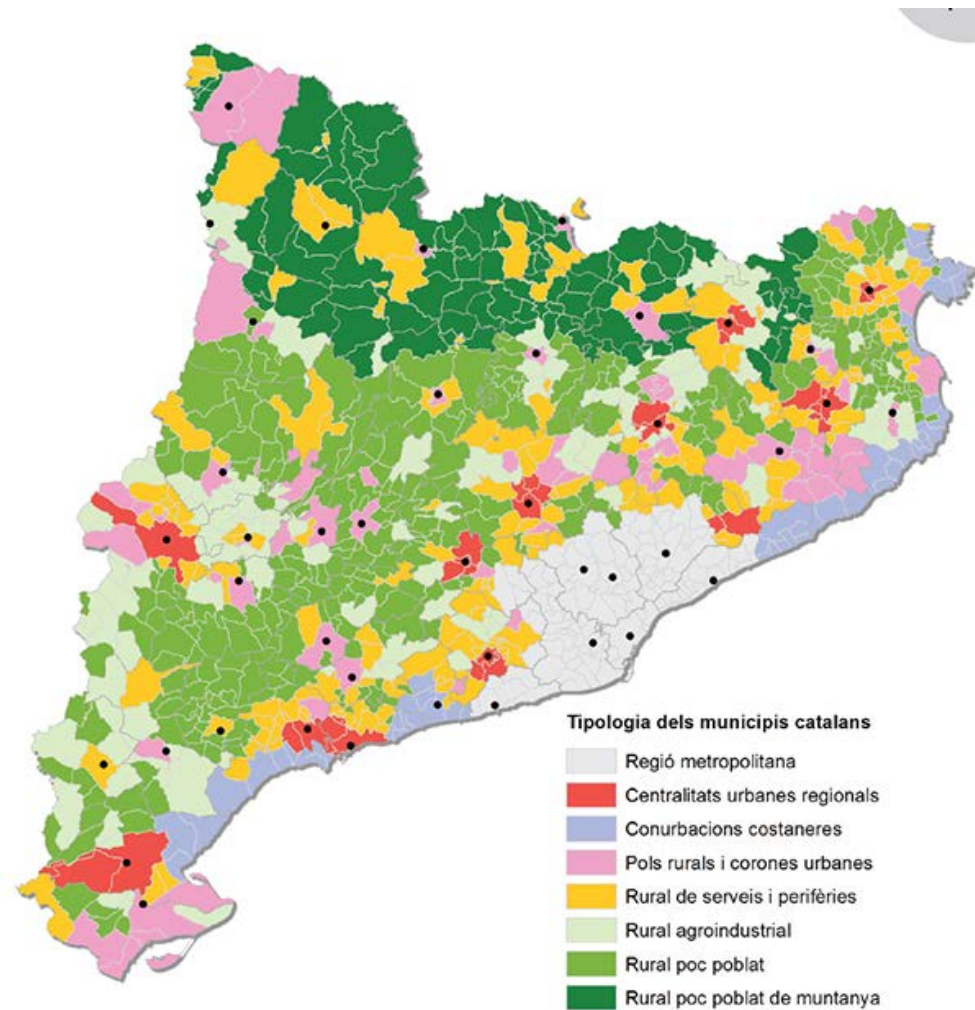 Tipologia dels municipis catalans
Regió metropolitana
Centralitats urbanes regionals
Conurbacions costaneres
Pols rurals i corones urbanes
Rural de serveis i perifèries
Rural agroindustrial
Rural poc poblat
Rural poc poblat de muntanya